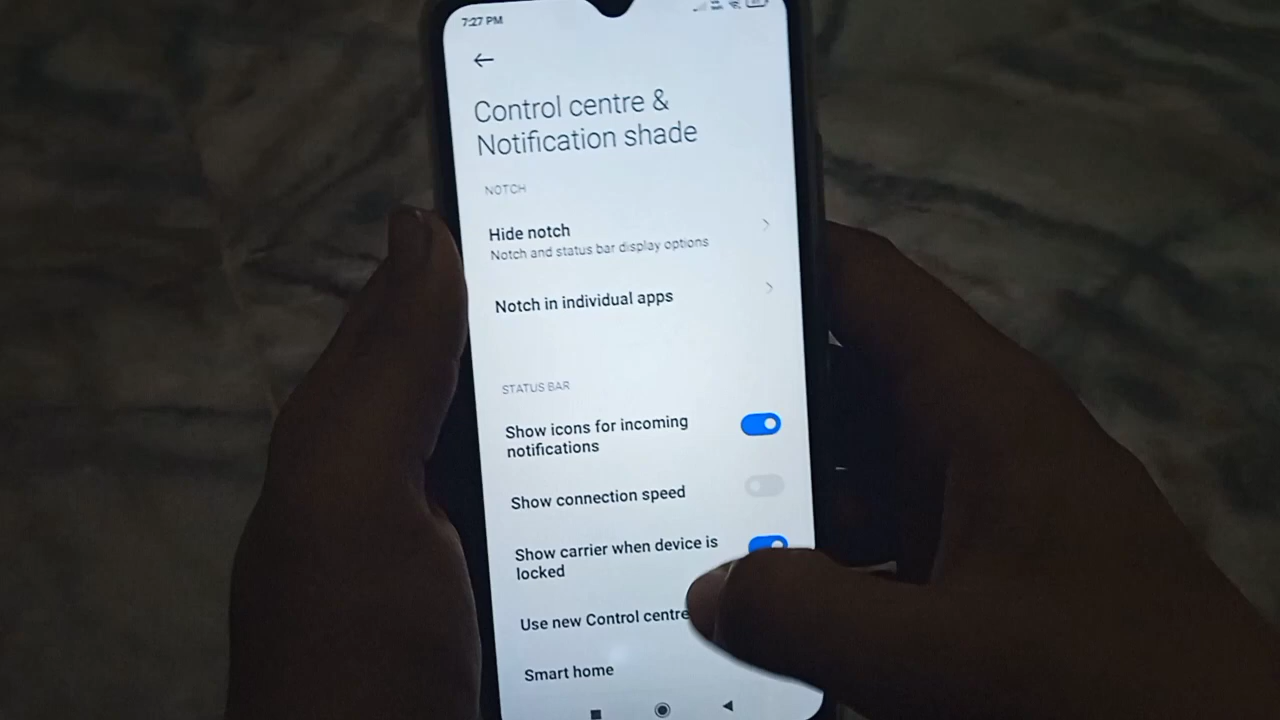 7:27 PM
Control centre &
Notification shade
NOTCH
Hide notch
Notch and status bar display options
Notch in individual apps
STATUS BAR
Show icons for incoming
notifications
Show connection speed
Show carrier when device is
locked
Use new Control centre
Smart home